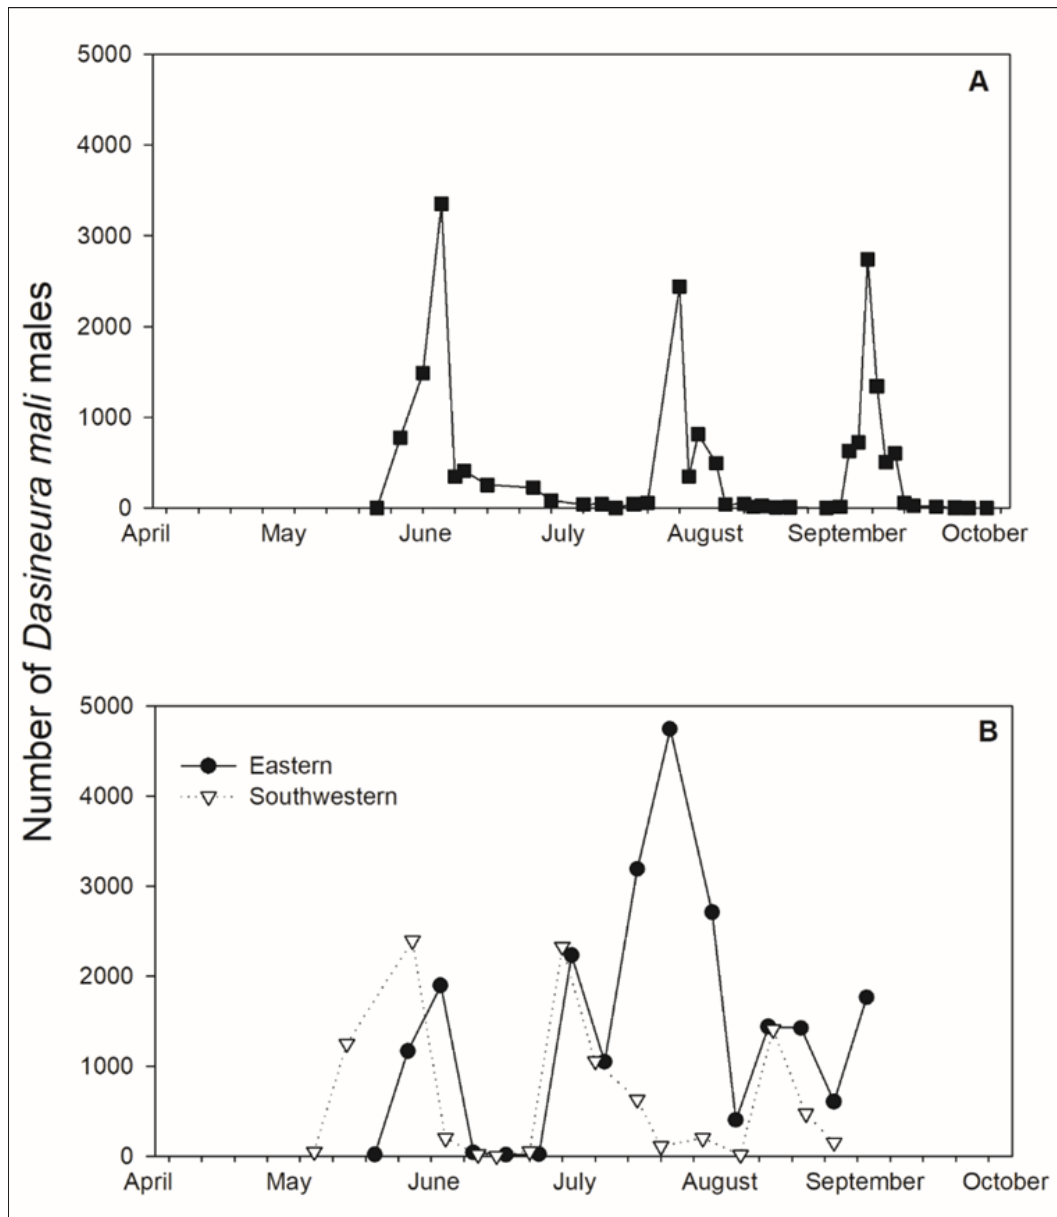 Number of Dasineura mali males
A
5000
4000
3000
2000
1000
0
April May June July August September October
B
Eastern
Southwestern
5000
4000
3000
2000
1000
0
April May June July August September October